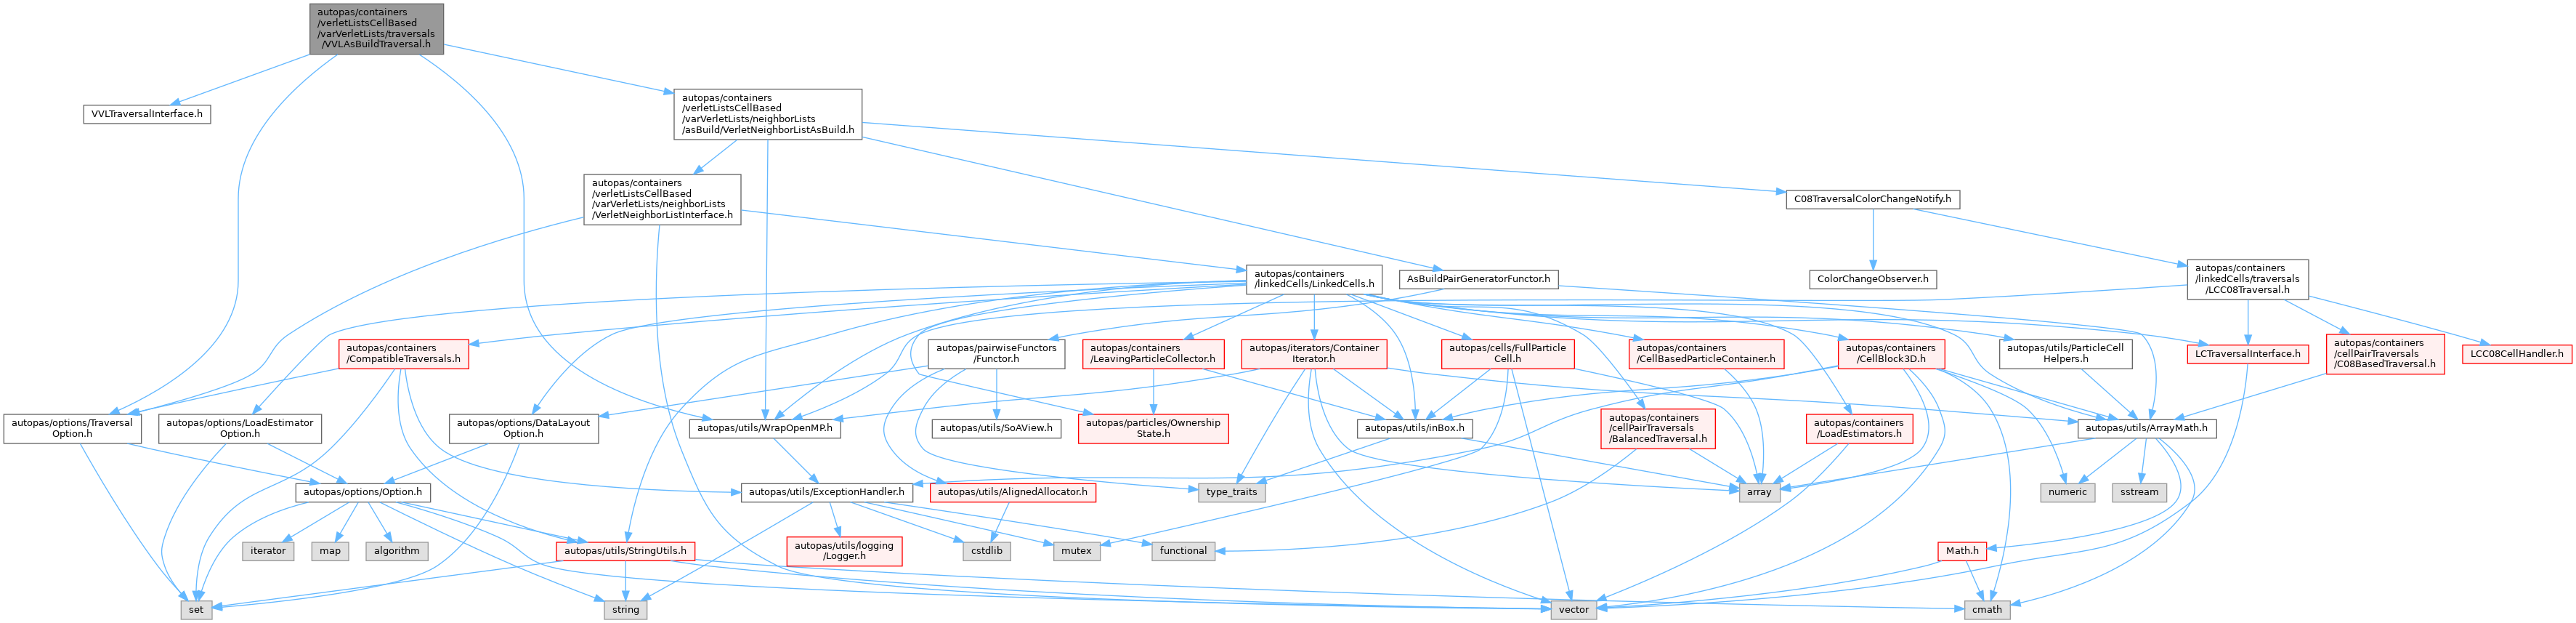 autopas/containers
/verletListsCellBased
/varVerletLists/traversals
/VVLAsBuildTraversal.h
VVLTraversalInterface.h
autopas/containers
/verletListsCellBased
/varVerletLists/neighborLists
/asBuild/VerletNeighborListAsBuild.h
autopas/containers
/verletListsCellBased
/varVerletLists/neighborLists
/VerletNeighborListInterface.h
C08TraversalColorChangeNotify.h
autopas/containers
/linkedCells/LinkedCells.h
AsBuildPairGeneratorFunctor.h
ColorChangeObserver.h
autopas/containers
/linkedCells/traversals
/LCC08Traversal.h
autopas/containers
/CompatibleTraversals.h
autopas/pairwiseFunctors
/Functor.h
autopas/containers
/LeavingParticleCollector.h
autopas/iterators/Container
Iterator.h
autopas/cells/FullParticle
Cell.h
autopas/containers
/CellBasedParticleContainer.h
autopas/containers
/CellBlock3D.h
autopas/utils/ParticleCell
Helpers.h
LCTraversalInterface.h
autopas/containers
/cellPairTraversals
/C08BasedTraversal.h
LCC08CellHandler.h
autopas/options/Traversal
Option.h
autopas/options/LoadEstimator
Option.h
autopas/options/DataLayout
Option.h
autopas/utils/WrapOpenMP.h
autopas/utils/SoAView.h
autopas/particles/Ownership
State.h
autopas/utils/inBox.h
autopas/containers
/cellPairTraversals
/BalancedTraversal.h
autopas/containers
/LoadEstimators.h
autopas/utils/ArrayMath.h
autopas/options/Option.h
autopas/utils/ExceptionHandler.h
autopas/utils/AlignedAllocator.h
type_traits
array
numeric
sstream
iterator
map
algorithm
autopas/utils/StringUtils.h
autopas/utils/logging
/Logger.h
cstdlib
mutex
functional
Math.h
set
string
vector
cmath